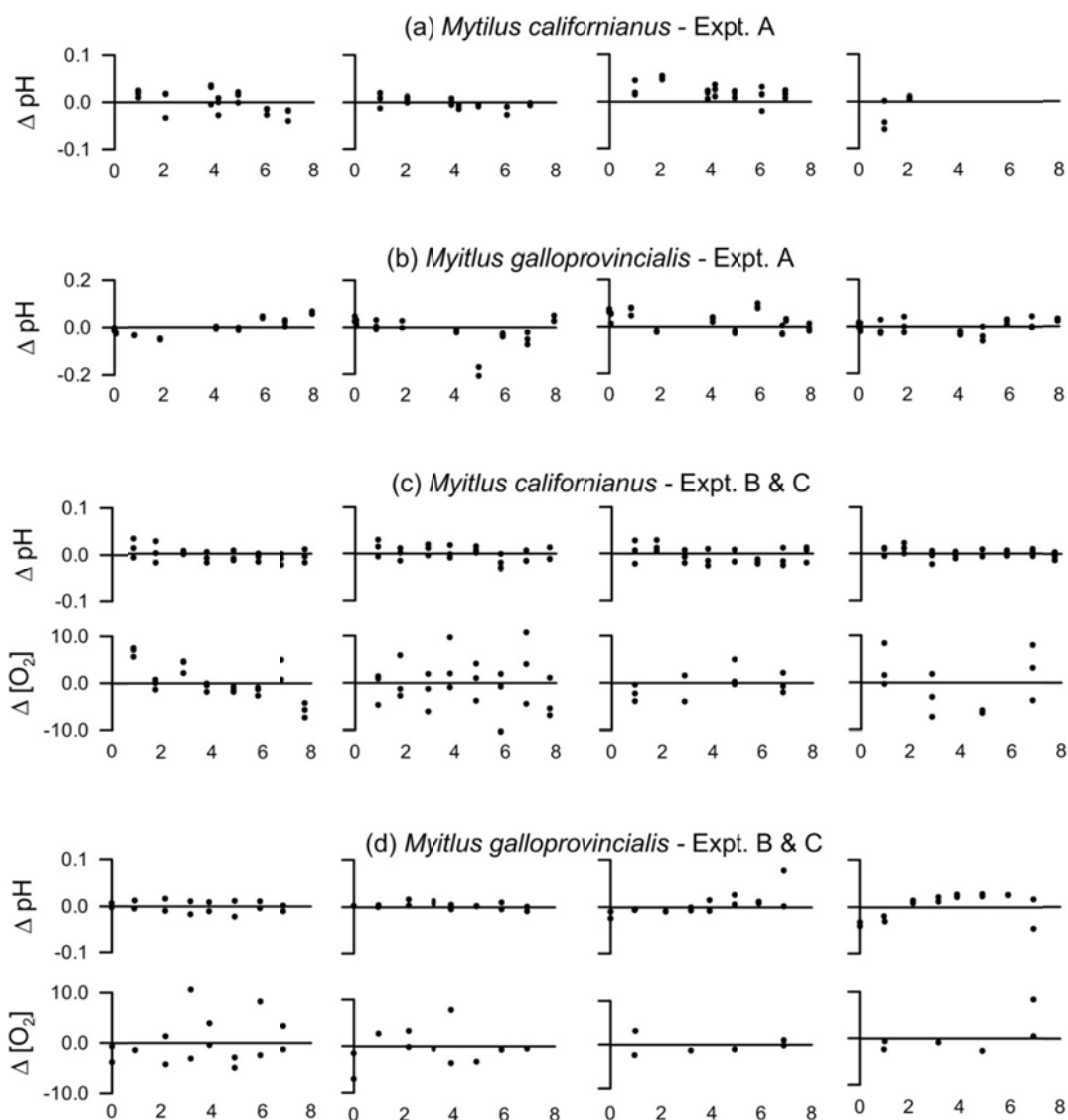 (a) Mytilus californianus - Expt. A
Δ pH
0.1
0.0
-0.1
0 2 4 6 8 0 2 4 6 8 0 2 4 6 8 0 2 4 6 8
(b) Myitlus galloprovincialis - Expt. A
Δ pH
0.2
0.0
-0.2
0 2 4 6 8 0 2 4 6 8 0 2 4 6 8 0 2 4 6 8
(c) Myitlus californianus - Expt. B & C
Δ pH
0.1
0.0
-0.1
Δ [O₂]
10.0
0.0
-10.0
0 2 4 6 8 0 2 4 6 8 0 2 4 6 8 0 2 4 6 8
(d) Myitlus galloprovincialis - Expt. B & C
Δ pH
0.1
0.0
-0.1
Δ [O₂]
10.0
0.0
-10.0
0 2 4 6 8 0 2 4 6 8 0 2 4 6 8 0 2 4 6 8